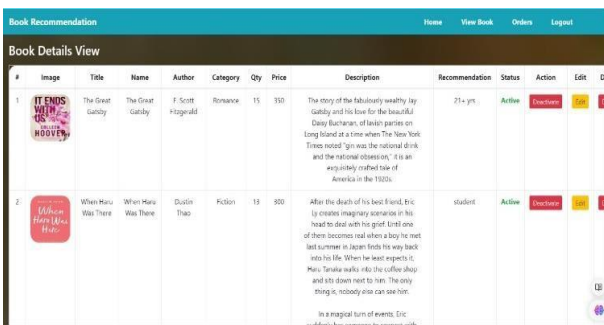 Book Recommendation Home View Book Orders Logout
Book Details View
# Image Title Name Author Category Qty Price Description Recommendation Status Action Edit
1 The Great Gatsby The Great Gatsby F. Scott Fitzgerald Romance 15 350 21+ yrs Active Deactivate Edit
IT ENDS
WITH
US
COLLEEN
HOOVER
The story of the fabulously wealthy Jay
Gatsby and his love for the beautiful
Daisy Buchanan, of lavish parties on
Long Island at a time when The New York
Times noted "gin was the national drink
and the national obsession," it is an
exquisitely crafted tale of
America in the 1920s.
2 When Haru Was There When Haru Was There Dustin Thao Fiction 13 300 student Active Deactivate Edit
When
Haru Was
Here
After the death of his best friend, Eric
Ly creates imaginary scenarios in his
head to deal with his grief. Until one
of them becomes real when a boy he met
last summer in Japan finds his way back
into his life. When he least expects it,
Haru Tanaka walks into the coffee shop
and sits down next to him. The only
thing is, nobody else can see him.
In a magical turn of events, Eric